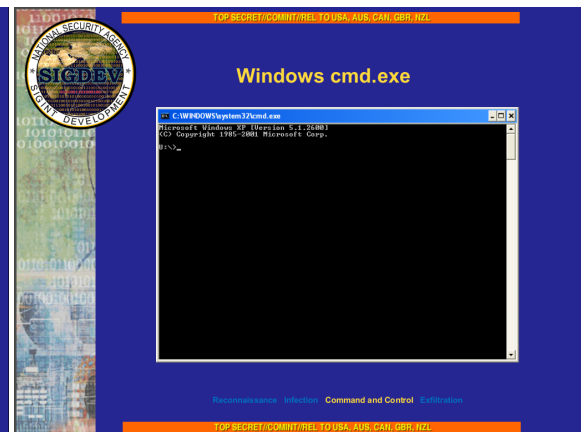 TOP SECRET//COMINT//REL TO USA, AUS, CAN, GBR, NZL
NATIONAL SECURITY AGENCY
SIGDEV
SIGINT DEVELOPMENT
Windows cmd.exe
C:\WINDOWS\system32\cmd.exe
Microsoft Windows XP [Version 5.1.2600]
(C) Copyright 1985-2001 Microsoft Corp.
U:\>_
Reconnaissance Infection Command and Control Exfiltration
TOP SECRET//COMINT//REL TO USA, AUS, CAN, GBR, NZL